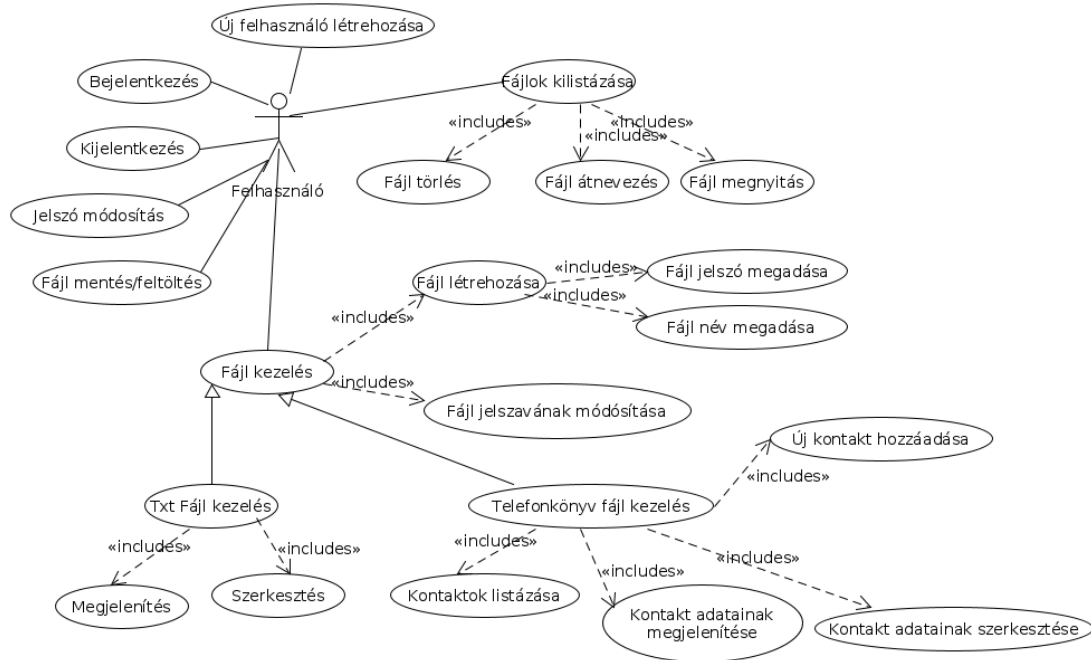 Új felhasználó létrehozása
Bejelentkezés
Fájlok kilistázása
«includes»
«includes»
«includes»
Kijelentkezés
Fájl törlés
Fájl átnevezés
Fájl megnyitás
Felhasználó
Jelszó módosítás
Fájl mentés/feltöltés
Fájl létrehozása
«includes»
Fájl jelszó megadása
«includes»
Fájl név megadása
«includes»
Fájl kezelés
«includes»
Fájl jelszavának módósítása
Új kontakt hozzáadása
«includes»
Txt Fájl kezelés
Telefonkönyv fájl kezelés
«includes»
«includes»
«includes»
«includes»
«includes»
Megjelenítés
Szerkesztés
Kontaktok listázása
Kontakt adatainak
megjelenítése
Kontakt adatainak szerkesztése